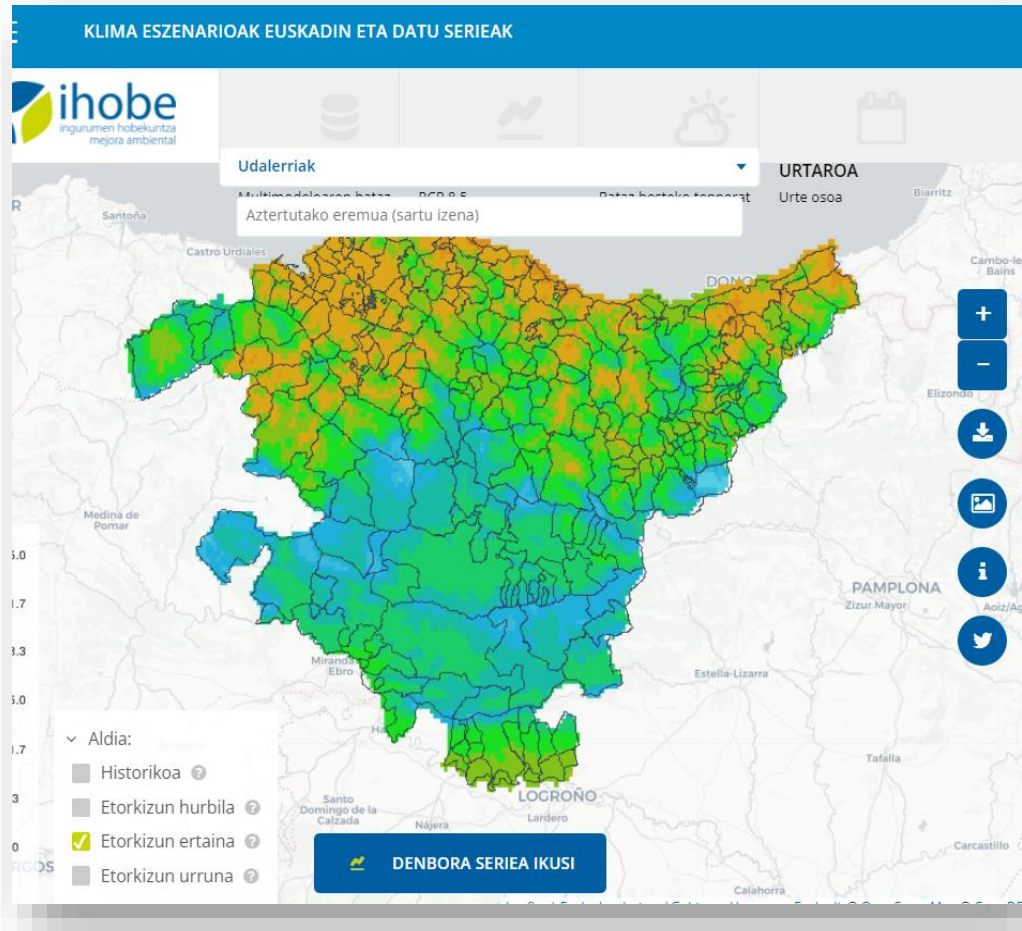 KLIMA ESZENARIOAK EUSKADIN ETA DATU SERIEAK
ihobe
ingurumen hobekuntza
mejora ambiental
Udalerriak
URTAROA
Urte osoa
Aztertutako eremua (sartu izena)
Biarritz
Santoña
Castro Urdiales
Cambo-le
Bains
+
−
Elizondo
Medina de
Pomar
PAMPLONA
Zizur Mayor
Aoiz/Ag
Miranda
Ebro
Estella-Lizarra
Aldia:
Historikoa
Etorkizun hurbila
Etorkizun ertaina
Etorkizun urruna
Tafalla
Santo
Domingo de la
Calzada
Nájera
LOGROÑO
Lardero
Carcastillo
DENBORA SERIEA IKUSI
Calahorra